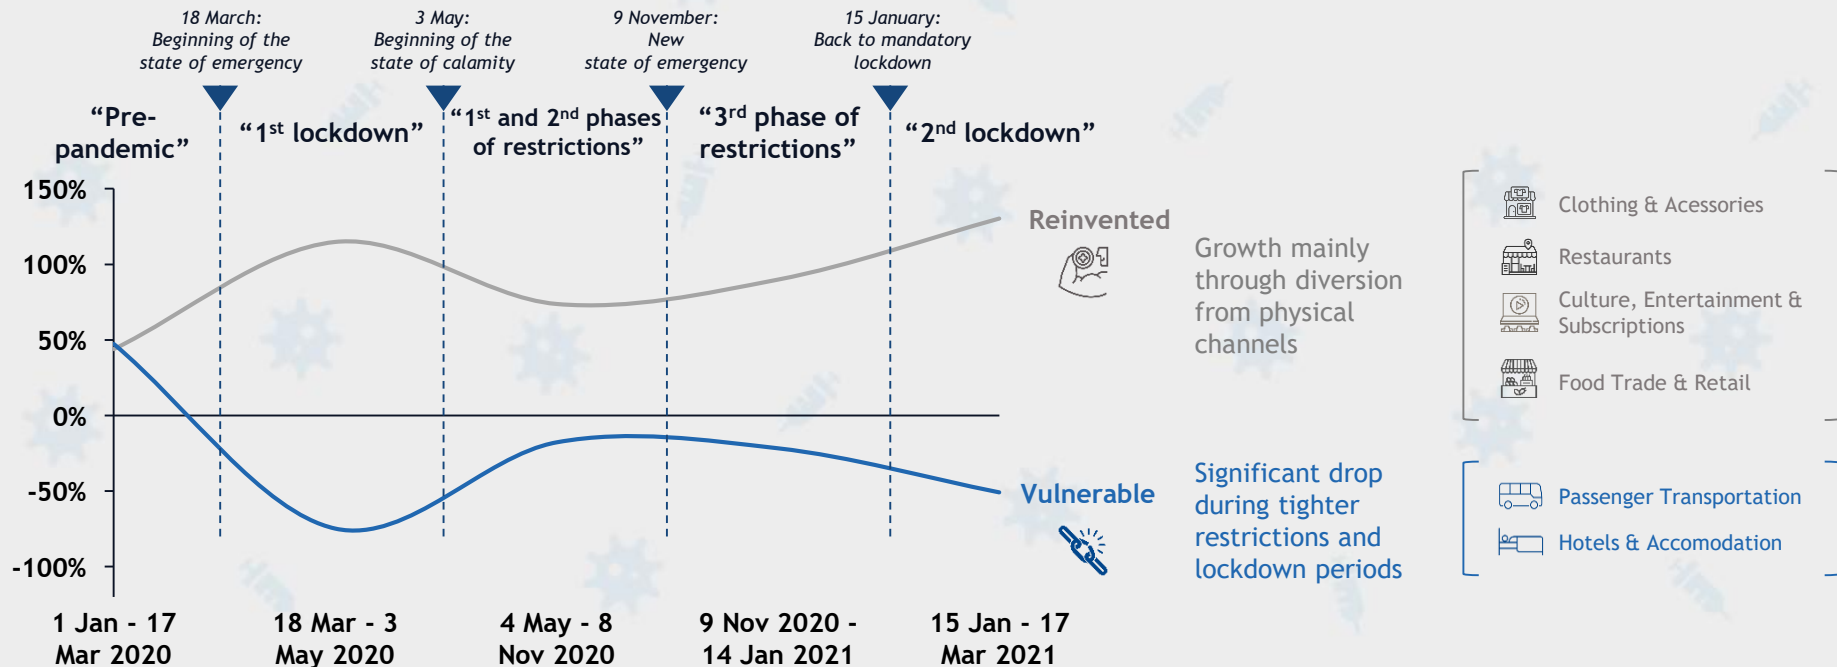 18 March:
Beginning of the
state of emergency
3 May:
Beginning of the
state of calamity
9 November:
New
state of emergency
15 January:
Back to mandatory
lockdown
“Pre-
pandemic”
“1st lockdown”
“1st and 2nd phases
of restrictions”
“3rd phase of
restrictions”
“2nd lockdown”
150%
100%
50%
0%
-50%
-100%
Reinvented
Growth mainly
through diversion
from physical
channels
Clothing & Acessories
Restaurants
Culture, Entertainment &
Subscriptions
Food Trade & Retail
Vulnerable
Significant drop
during tighter
restrictions and
lockdown periods
Passenger Transportation
Hotels & Accomodation
1 Jan - 17
Mar 2020
18 Mar - 3
May 2020
4 May - 8
Nov 2020
9 Nov 2020 -
14 Jan 2021
15 Jan - 17
Mar 2021